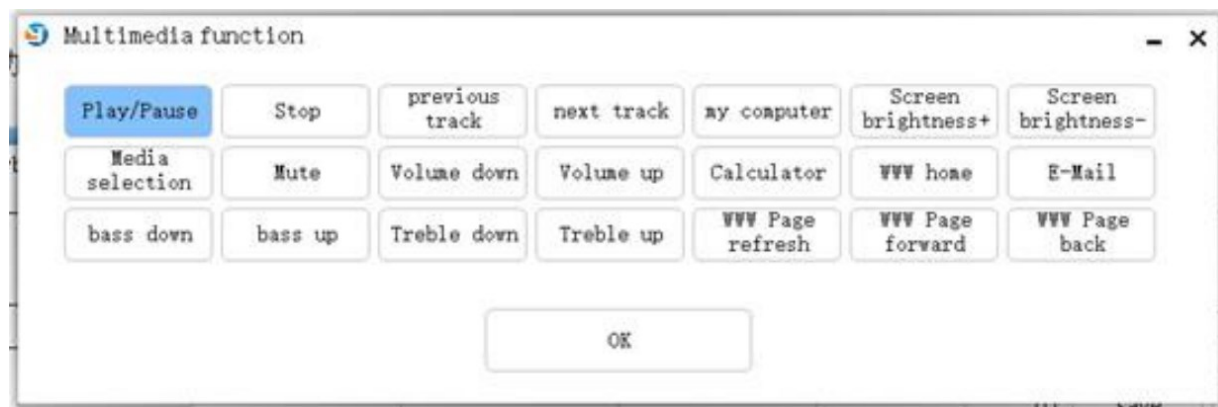 Multimedia function
Play/Pause
Stop
previous
track
next track
my computer
Screen
brightness+
Screen
brightness-
Media
selection
Mute
Volume down
Volume up
Calculator
WWW home
E-Mail
bass down
bass up
Treble down
Treble up
WWW Page
refresh
WWW Page
forward
WWW Page
back
OK